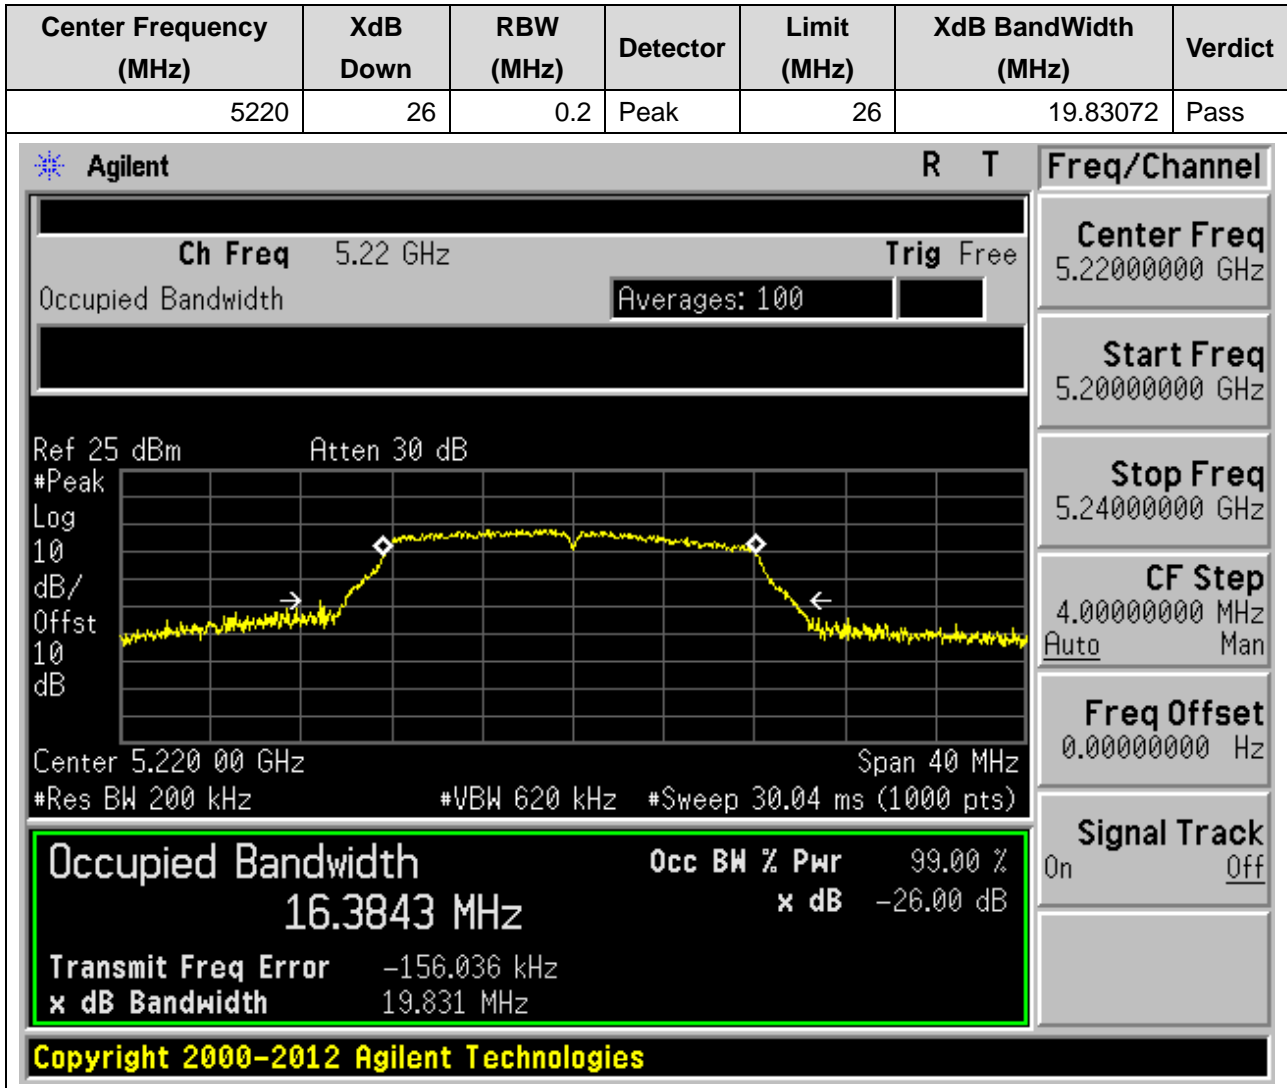 Center Frequency (MHz) XdB Down RBW (MHz) Detector Limit (MHz) XdB BandWidth (MHz) Verdict
5220 26 0.2 Peak 26 19.83072 Pass
Agilent R T
Ch Freq 5.22 GHz Trig Free
Occupied Bandwidth Averages: 100
Ref 25 dBm Atten 30 dB
#Peak
Log
10
dB/
Offst
10
dB
Center 5.220 00 GHz Span 40 MHz
#Res BW 200 kHz #VBW 620 kHz #Sweep 30.04 ms (1000 pts)
Occupied Bandwidth Occ BW % Pwr 99.00 %
16.3843 MHz x dB -26.00 dB
Transmit Freq Error -156.036 kHz
x dB Bandwidth 19.831 MHz
Copyright 2000-2012 Agilent Technologies
Freq/Channel
Center Freq
5.22000000 GHz
Start Freq
5.20000000 GHz
Stop Freq
5.24000000 GHz
CF Step
4.00000000 MHz
Auto Man
Freq Offset
0.00000000 Hz
Signal Track
On Off